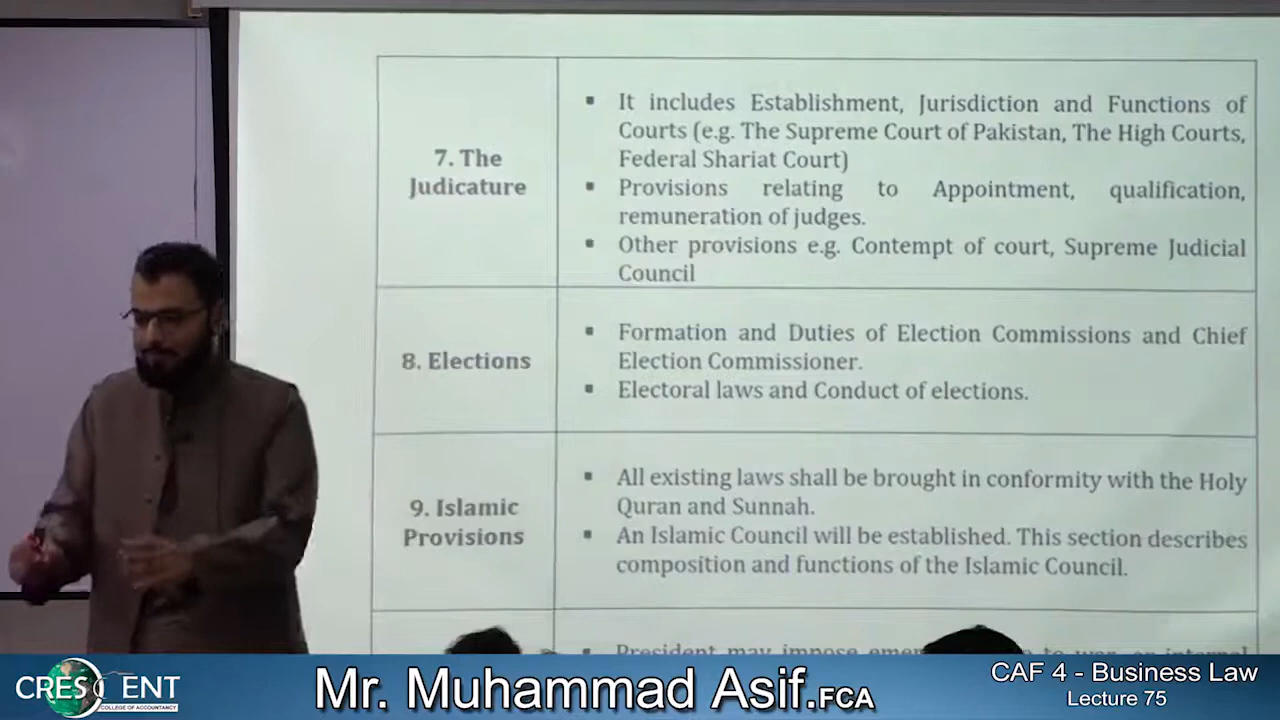 7. The
Judicature
▪ It includes Establishment, Jurisdiction and Functions of
Courts (e.g. The Supreme Court of Pakistan, The High Courts,
Federal Shariat Court)
▪ Provisions relating to Appointment, qualification,
remuneration of judges.
▪ Other provisions e.g. Contempt of court, Supreme Judicial
Council
8. Elections
▪ Formation and Duties of Election Commissions and Chief
Election Commissioner.
▪ Electoral laws and Conduct of elections.
9. Islamic
Provisions
▪ All existing laws shall be brought in conformity with the Holy
Quran and Sunnah.
▪ An Islamic Council will be established. This section describes
composition and functions of the Islamic Council.
▪ President may impose
CRESCENT
COLLEGE OF ACCOUNTANCY
Mr. Muhammad Asif.FCA
CAF 4 - Business Law
Lecture 75